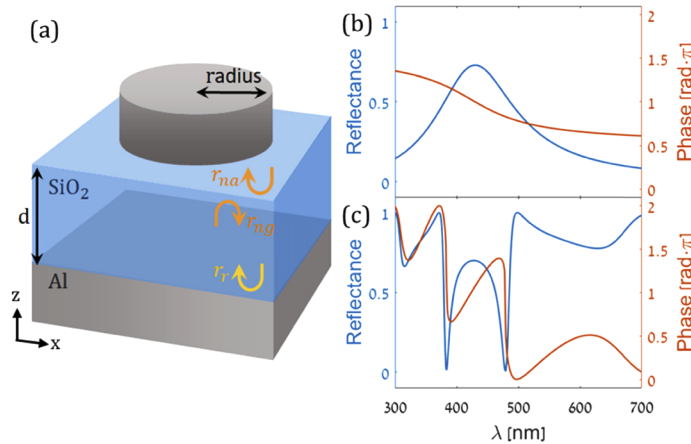 (a)
radius
SiO₂
d
r_na
r_ng
r_r
Al
z
x
(b)
Reflectance
1
0.5
0
Phase [rad·π]
2
1.5
1
0.5
0
(c)
Reflectance
1
0.5
0
Phase [rad·π]
2
1.5
1
0.5
0
300 400 500 600 700
λ [nm]